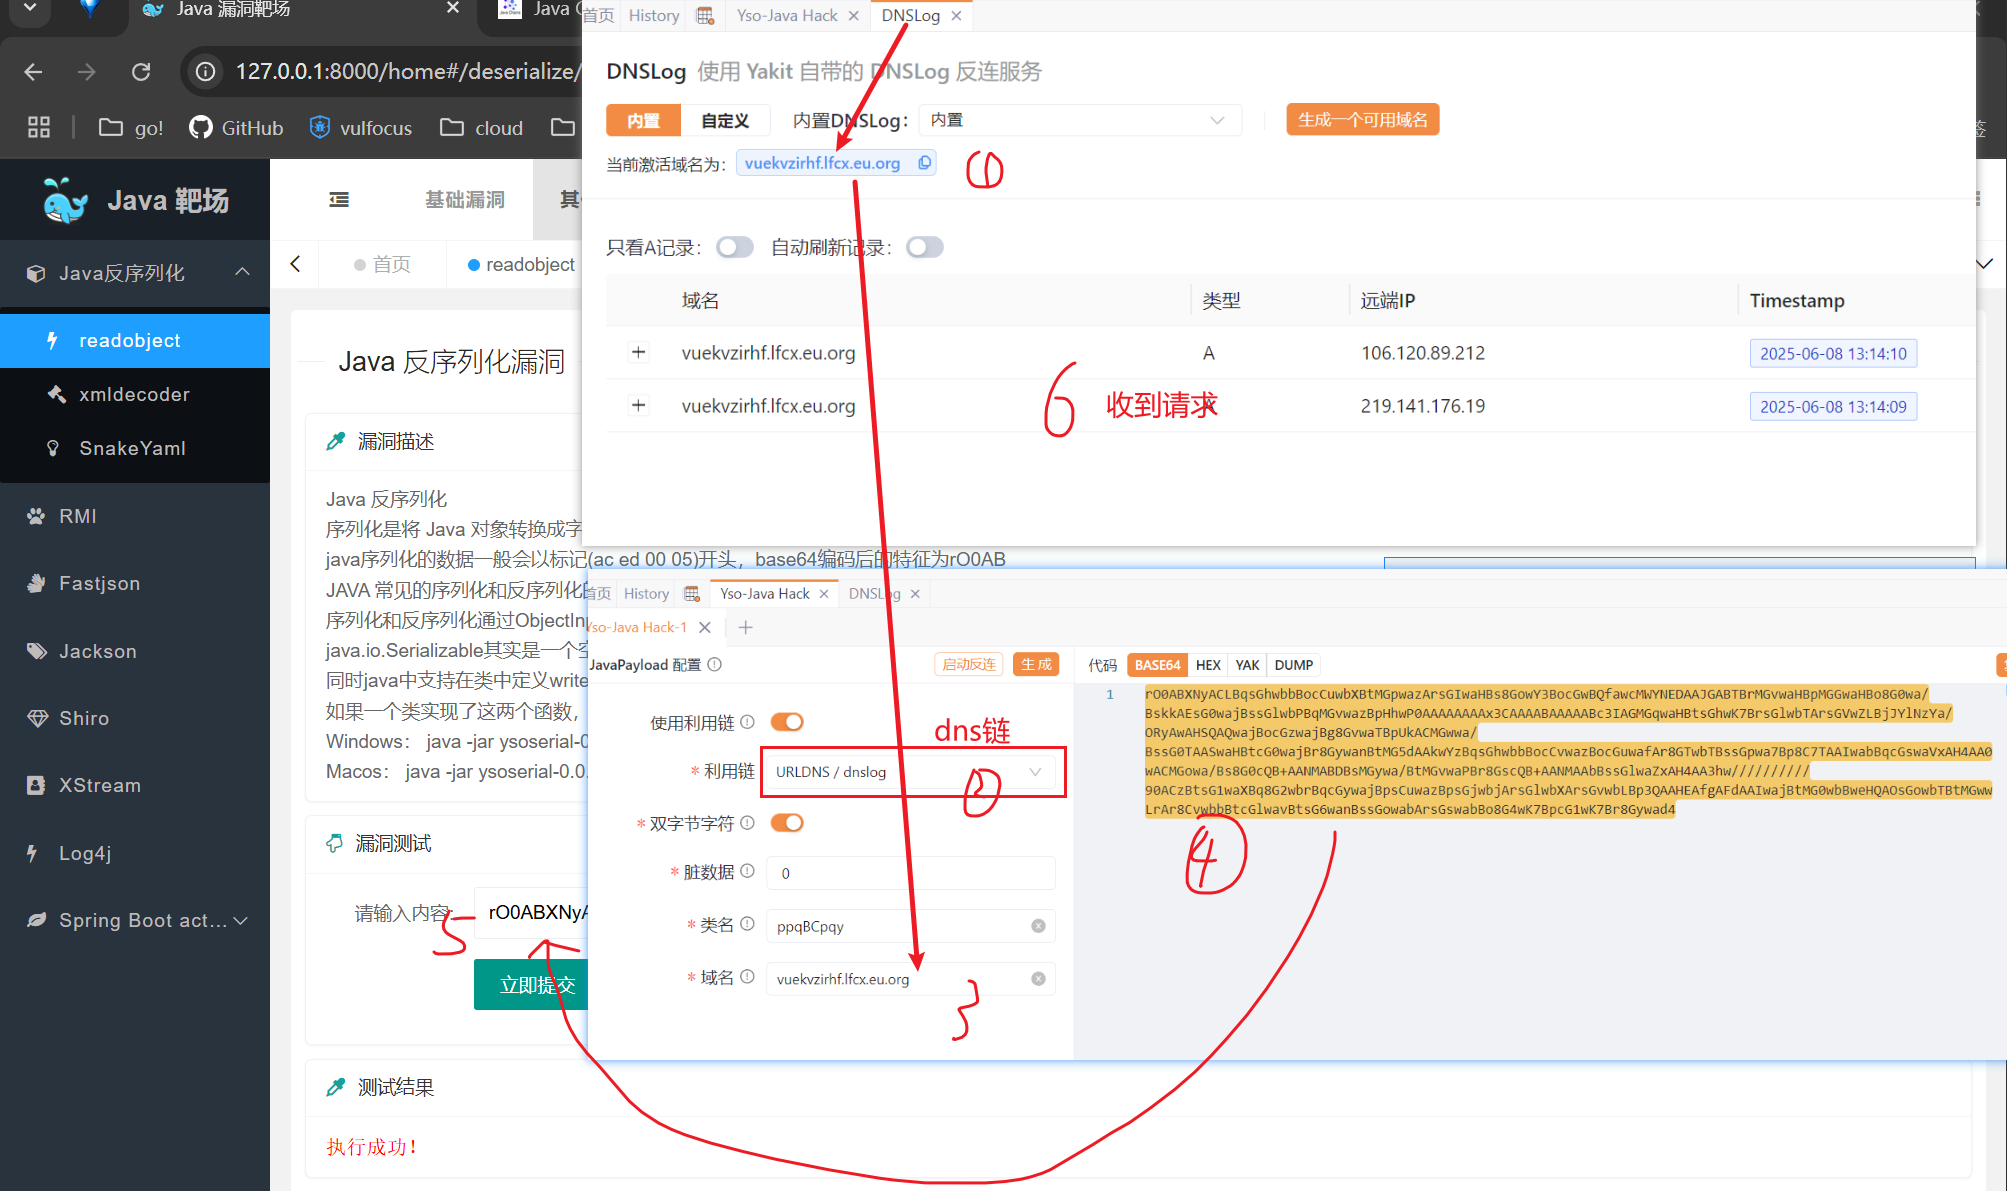 Java 漏洞靶场
Java
127.0.0.1:8000/home#/deserialize/
go!
GitHub
vulfocus
cloud
Java 靶场
基础漏洞
Java反序列化
readobject
xmldecoder
SnakeYaml
RMI
Fastjson
Jackson
Shiro
XStream
Log4j
Spring Boot act...
首页
readobject
Java 反序列化漏洞
漏洞描述
Java 反序列化
序列化是将 Java 对象转换成字
java序列化的数据一般会以标记(ac ed 00 05)开头，base64编码后的特征为rO0AB
JAVA 常见的序列化和反序列化的
序列化和反序列化通过ObjectIn
java.io.Serializable其实是一个空
同时java中支持在类中定义write
如果一个类实现了这两个函数，
Windows： java -jar ysoserial-0
Macos： java -jar ysoserial-0.0.
漏洞测试
请输入内容:
rO0ABXNyA
5
立即提交
测试结果
执行成功！
首页
History
Yso-Java Hack
DNSLog
DNSLog 使用 Yakit 自带的 DNSLog 反连服务
内置
自定义
内置DNSLog：
内置
生成一个可用域名
当前激活域名为：
vuekvzirhf.lfcx.eu.org
①
只看A记录：
自动刷新记录：
域名
类型
远端IP
Timestamp
vuekvzirhf.lfcx.eu.org
A
106.120.89.212
2025-06-08 13:14:10
vuekvzirhf.lfcx.eu.org
A
219.141.176.19
2025-06-08 13:14:09
6
收到请求
首页
History
Yso-Java Hack
DNSLog
Yso-Java Hack-1
JavaPayload 配置
启动反连
生成
使用利用链
dns链
* 利用链
URLDNS / dnslog
②
* 双字节字符
* 脏数据
0
* 类名
ppqBCpqy
* 域名
vuekvzirhf.lfcx.eu.org
3
代码
BASE64
HEX
YAK
DUMP
1
④